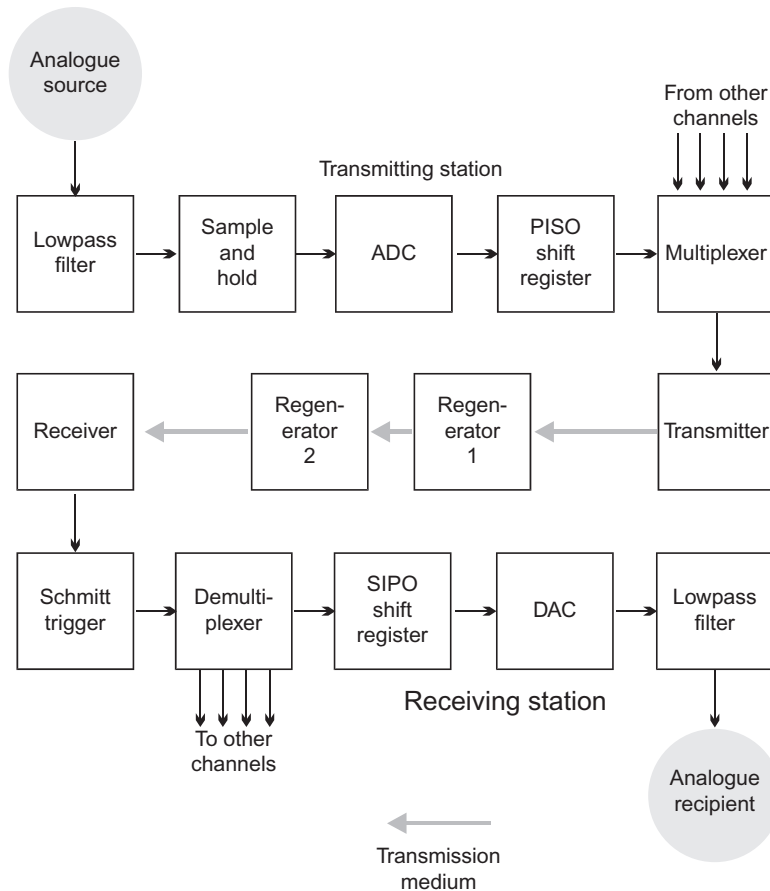 Analogue
source
From other
channels
Transmitting station
Lowpass
filter
Sample
and
hold
ADC
PISO
shift
register
Multiplexer
Receiver
Regen-
erator
2
Regen-
erator
1
Transmitter
Schmitt
trigger
Demulti-
plexer
SIPO
shift
register
DAC
Lowpass
filter
Receiving station
To other
channels
Analogue
recipient
Transmission
medium